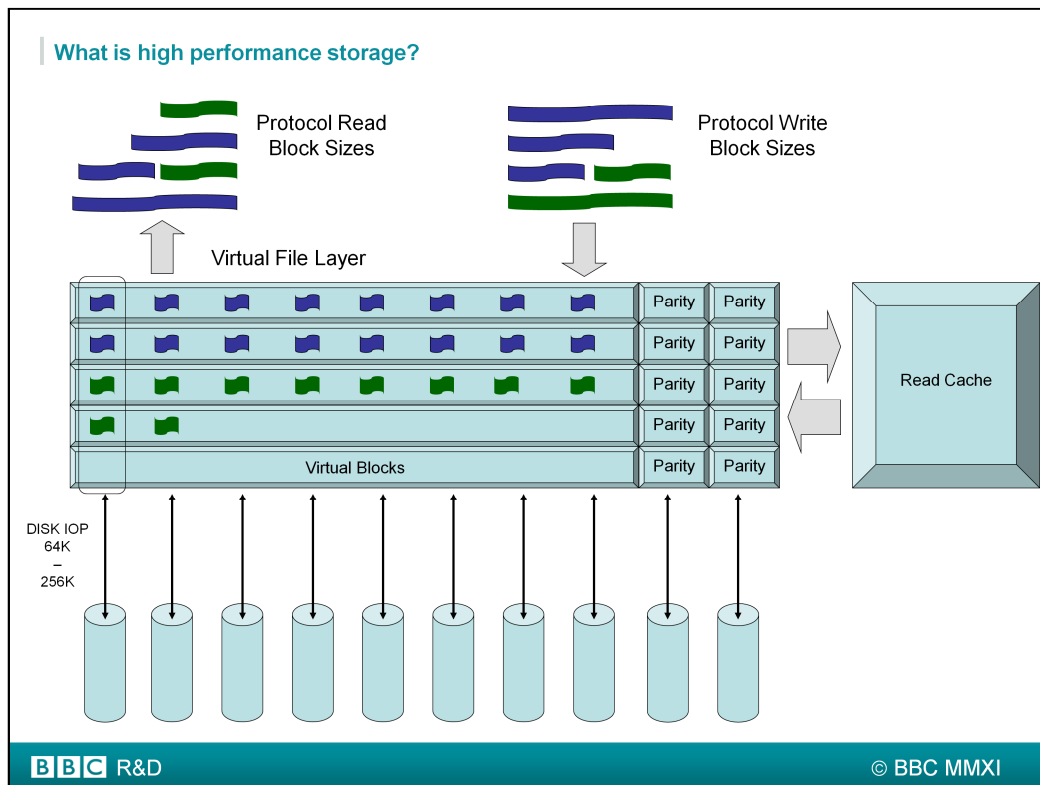 What is high performance storage?
Protocol Read
Block Sizes
Protocol Write
Block Sizes
Virtual File Layer
Parity
Parity
Parity
Parity
Parity
Parity
Read Cache
Parity
Parity
Virtual Blocks
Parity
Parity
DISK IOP
64K
–
256K
BBC R&D
© BBC MMXI